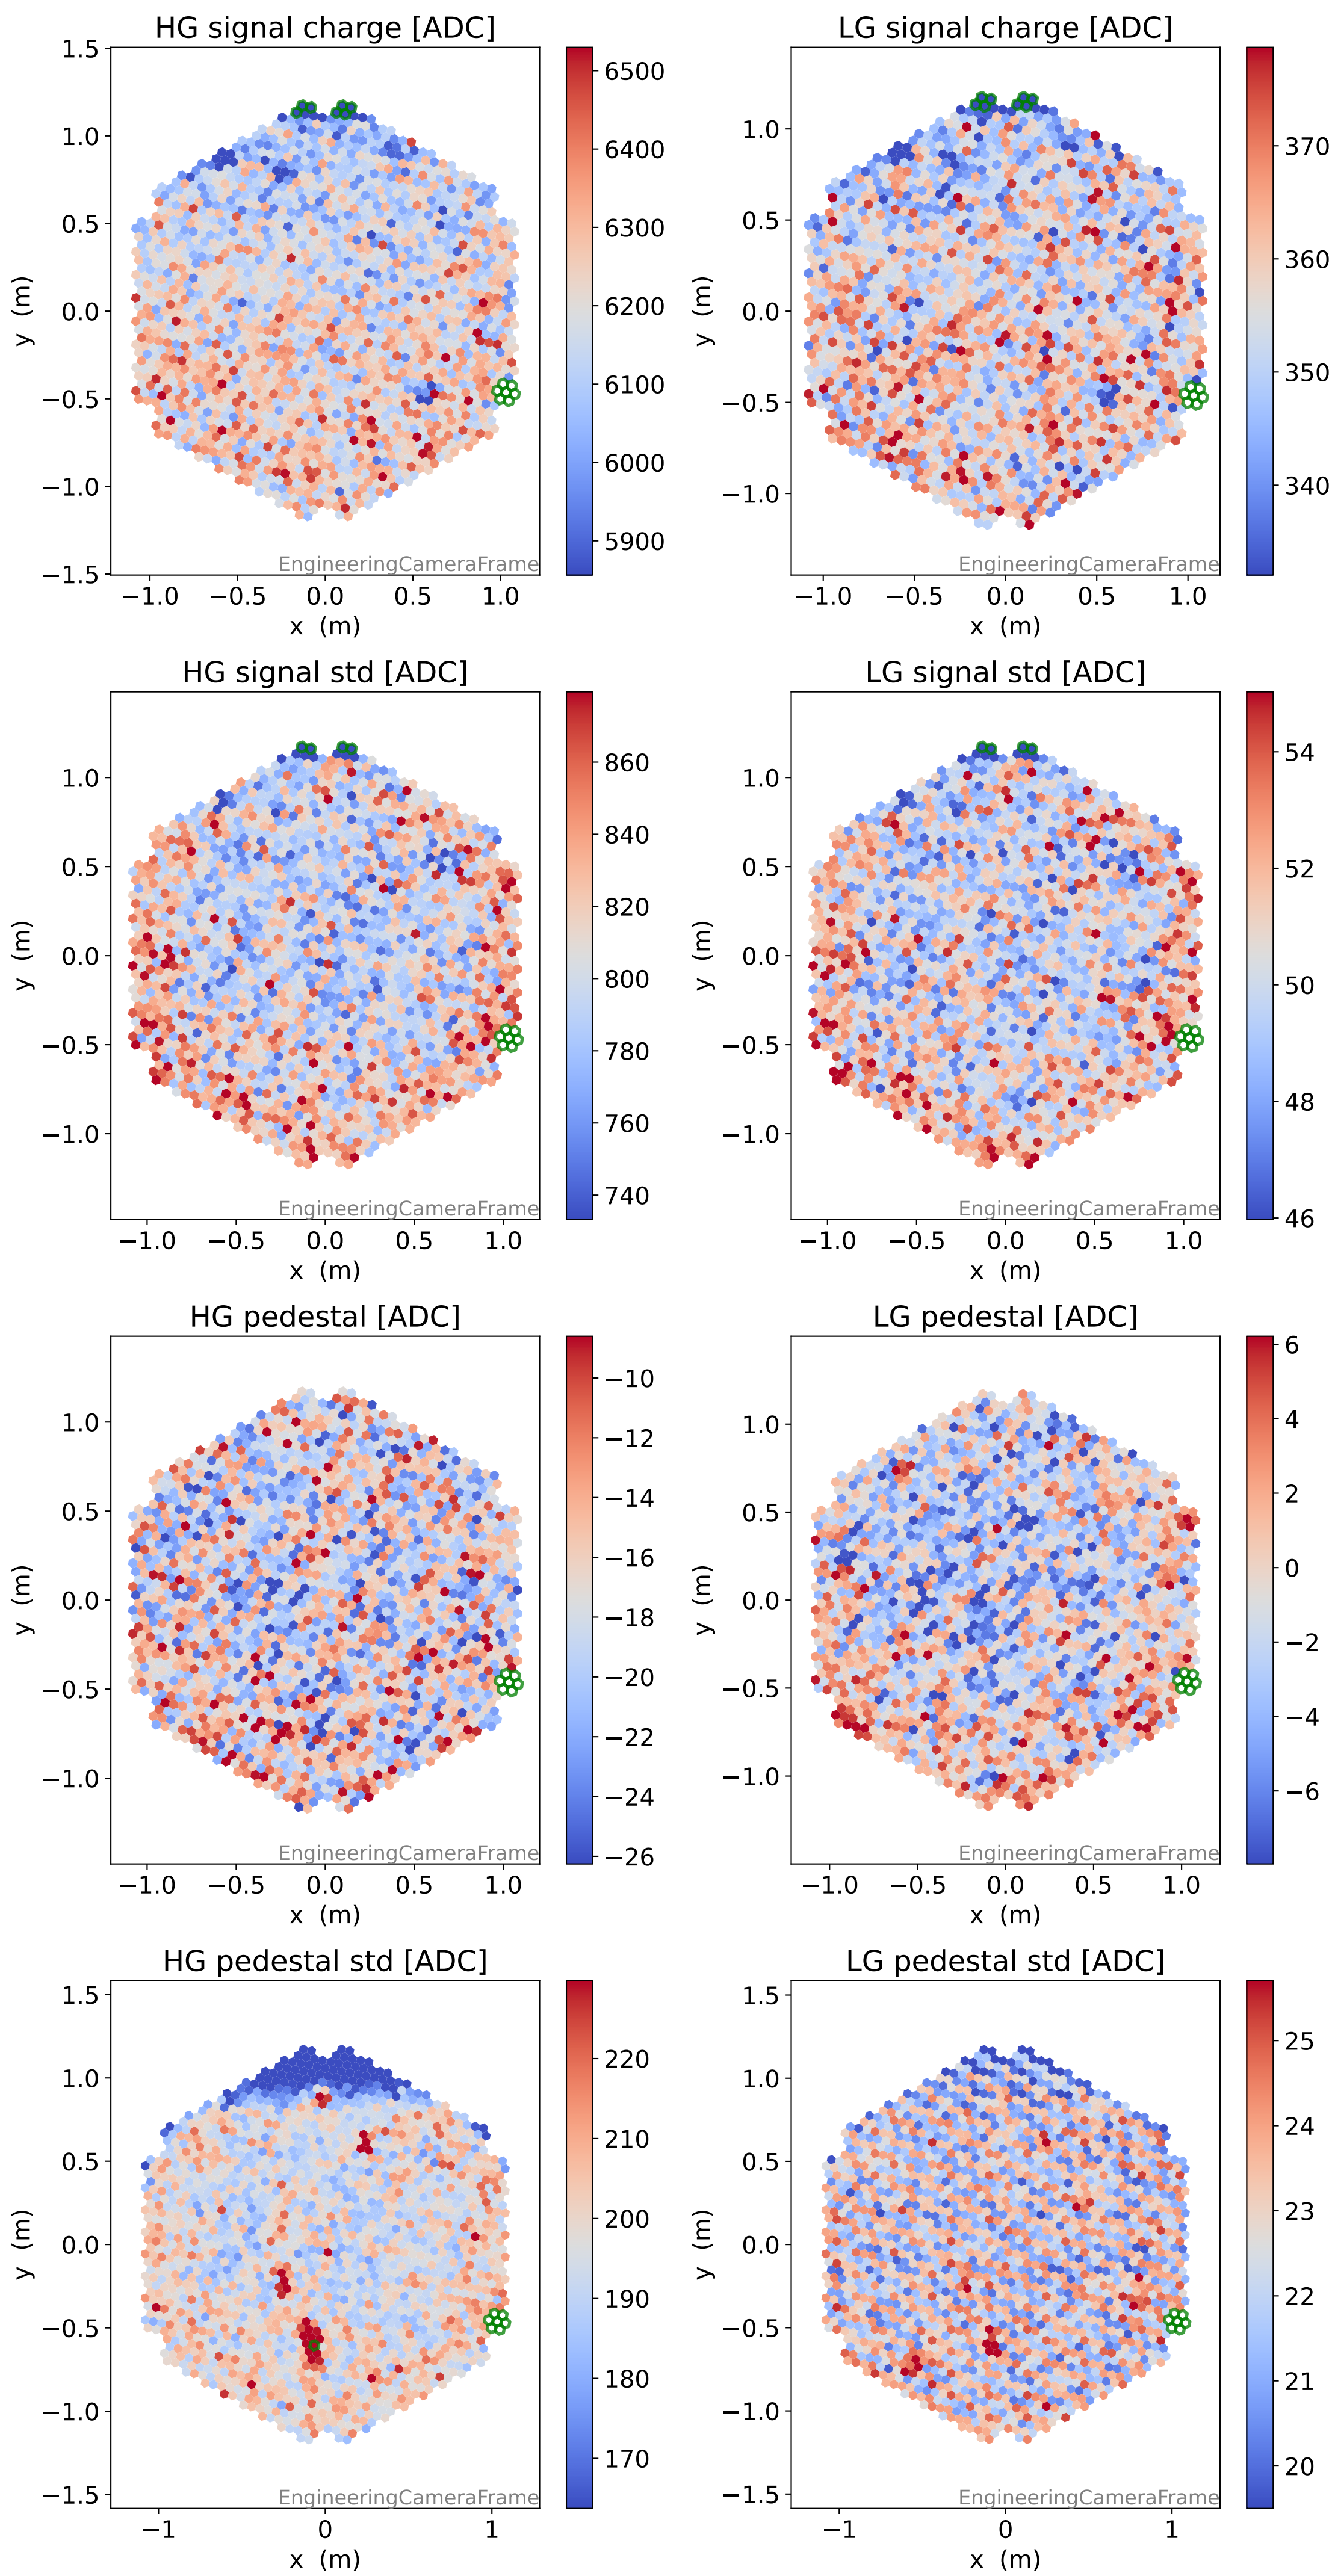 HG signal charge [ADC]
1.5
1.0
0.5
0.0
−0.5
−1.0
−1.5
y (m)
−1.0 −0.5 0.0 0.5 1.0
x (m)
EngineeringCameraFrame
6500
6400
6300
6200
6100
6000
5900
LG signal charge [ADC]
1.0
0.5
0.0
−0.5
−1.0
y (m)
−1.0 −0.5 0.0 0.5 1.0
x (m)
EngineeringCameraFrame
370
360
350
340
HG signal std [ADC]
1.0
0.5
0.0
−0.5
−1.0
y (m)
−1.0 −0.5 0.0 0.5 1.0
x (m)
EngineeringCameraFrame
860
840
820
800
780
760
740
LG signal std [ADC]
1.0
0.5
0.0
−0.5
−1.0
y (m)
−1.0 −0.5 0.0 0.5 1.0
x (m)
EngineeringCameraFrame
54
52
50
48
46
HG pedestal [ADC]
1.0
0.5
0.0
−0.5
−1.0
y (m)
−1.0 −0.5 0.0 0.5 1.0
x (m)
EngineeringCameraFrame
−10
−12
−14
−16
−18
−20
−22
−24
−26
LG pedestal [ADC]
1.0
0.5
0.0
−0.5
−1.0
y (m)
−1.0 −0.5 0.0 0.5 1.0
x (m)
EngineeringCameraFrame
6
4
2
0
−2
−4
−6
HG pedestal std [ADC]
1.5
1.0
0.5
0.0
−0.5
−1.0
−1.5
y (m)
−1 0 1
x (m)
EngineeringCameraFrame
220
210
200
190
180
170
LG pedestal std [ADC]
1.5
1.0
0.5
0.0
−0.5
−1.0
−1.5
y (m)
−1 0 1
x (m)
EngineeringCameraFrame
25
24
23
22
21
20